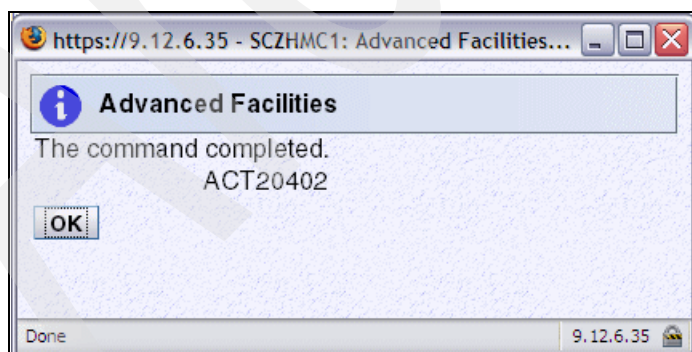 https://9.12.6.35 - SCZHMC1: Advanced Facilities...
Advanced Facilities
The command completed.
ACT20402
OK
Done 9.12.6.35